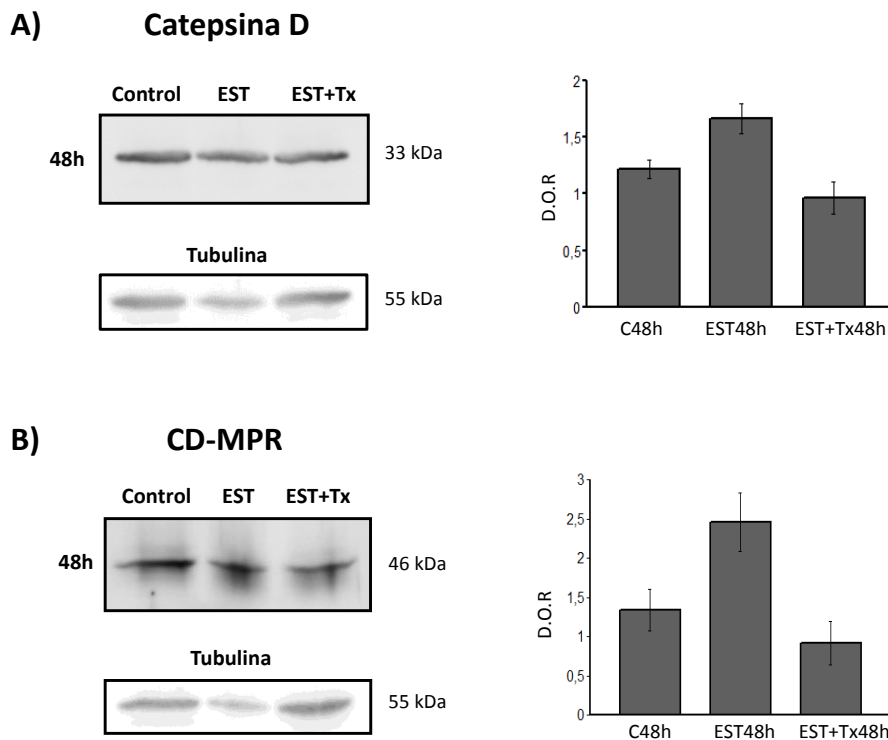 A) Catepsina D
Control EST EST+Tx
48h
33 kDa
Tubulina
55 kDa
2
1,5
1
0,5
0
D.O.R
C48h EST48h EST+Tx48h
B) CD-MPR
Control EST EST+Tx
48h
46 kDa
Tubulina
55 kDa
3
2,5
2
1,5
1
0,5
0
D.O.R
C48h EST48h EST+Tx48h